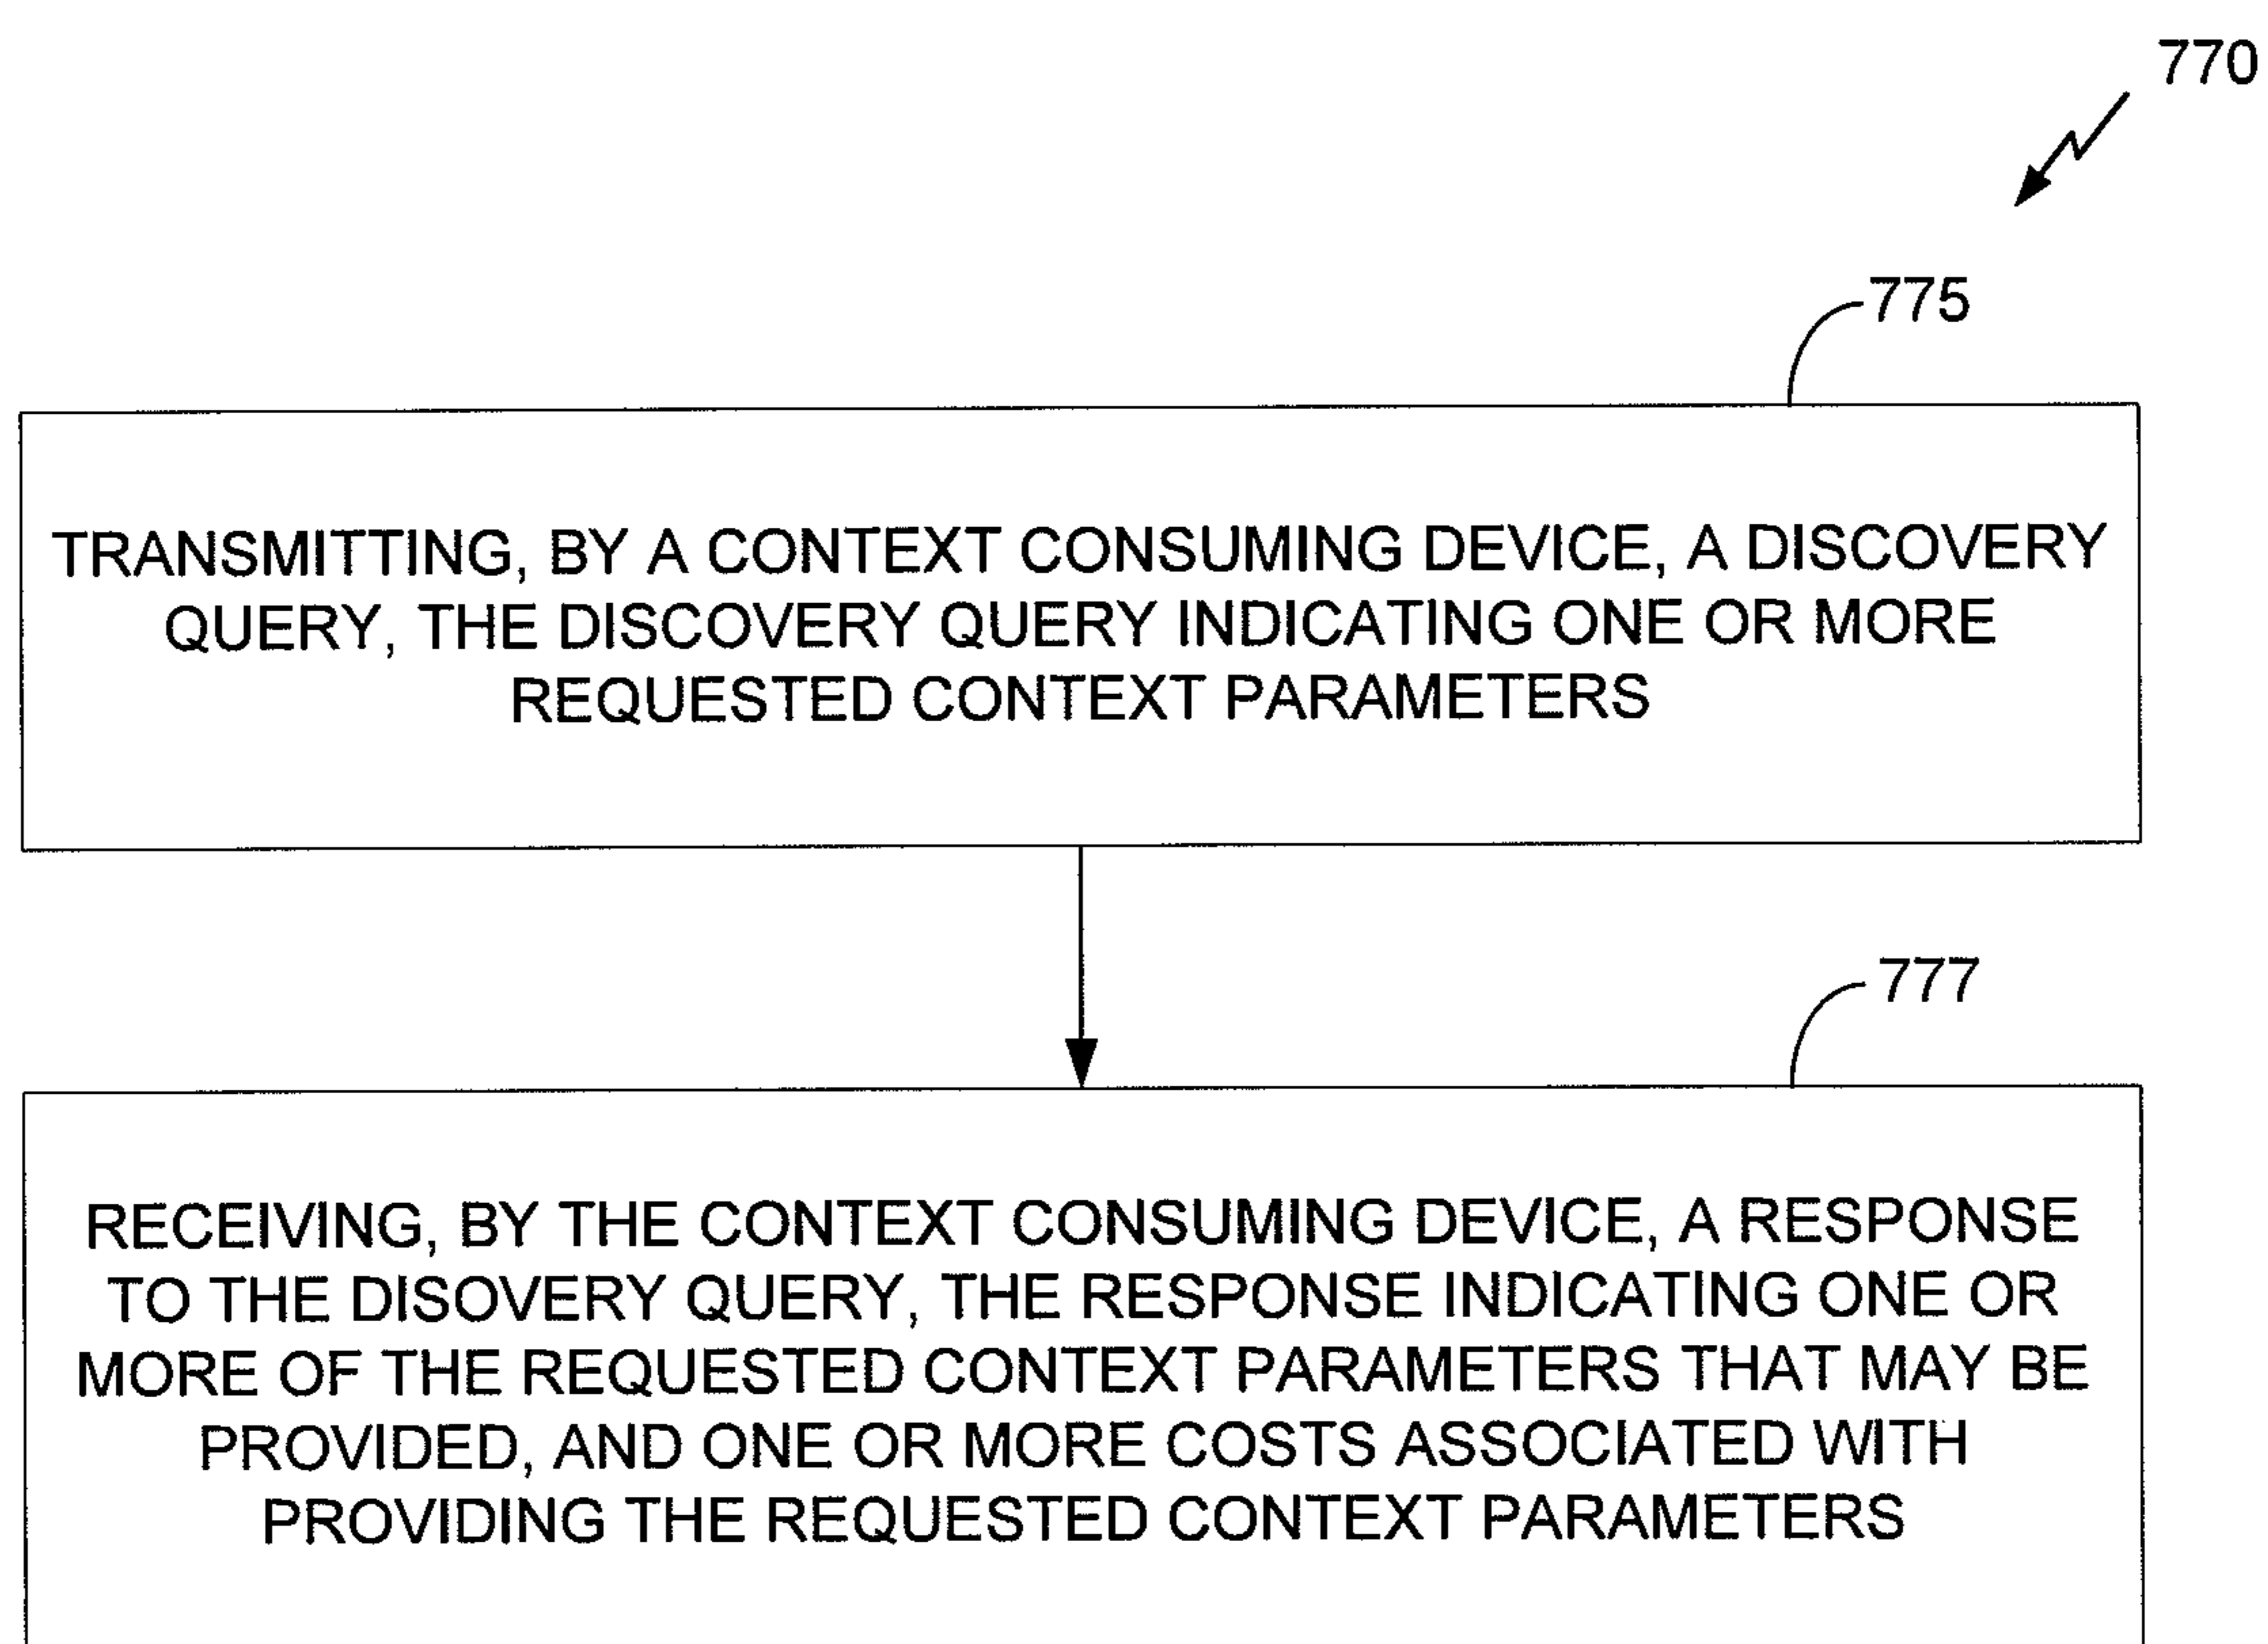 770
775
TRANSMITTING, BY A CONTEXT CONSUMING DEVICE, A DISCOVERY
QUERY, THE DISCOVERY QUERY INDICATING ONE OR MORE
REQUESTED CONTEXT PARAMETERS
777
RECEIVING, BY THE CONTEXT CONSUMING DEVICE, A RESPONSE
TO THE DISOVERY QUERY, THE RESPONSE INDICATING ONE OR
MORE OF THE REQUESTED CONTEXT PARAMETERS THAT MAY BE
PROVIDED, AND ONE OR MORE COSTS ASSOCIATED WITH
PROVIDING THE REQUESTED CONTEXT PARAMETERS